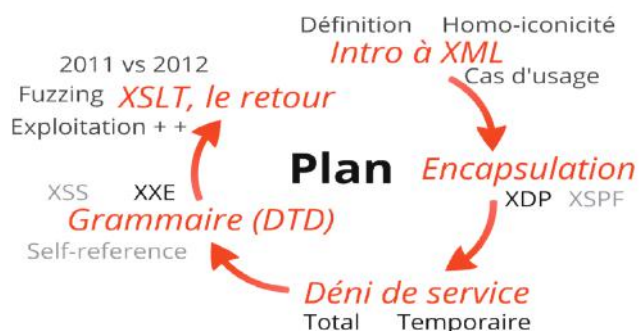 Définition Homo-iconicité
Intro à XML
Cas d'usage
2011 vs 2012
Fuzzing XSLT, le retour
Exploitation + +
Plan
Encapsulation
XDP XSPF
XSS XXE
Grammaire (DTD)
Self-reference
Déni de service
Total Temporaire